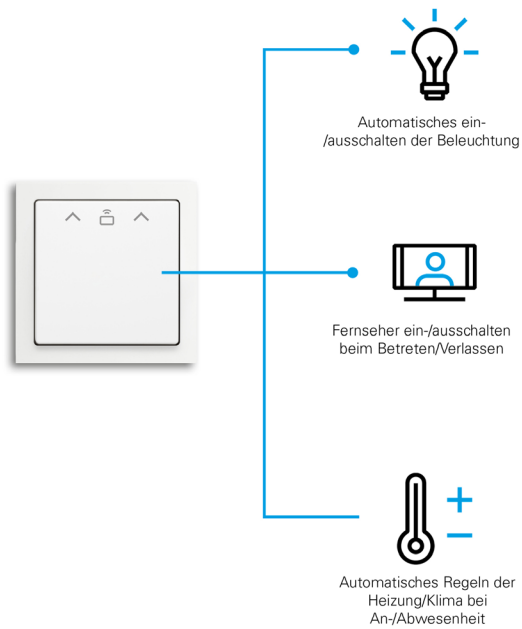 Automatisches ein-
/ausschalten der Beleuchtung
Fernseher ein-/ausschalten
beim Betreten/Verlassen
Automatisches Regeln der
Heizung/Klima bei
An-/Abwesenheit